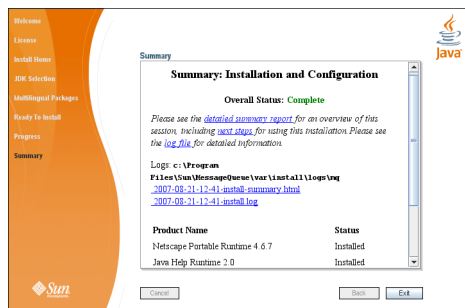 Welcome
License
Install Home
JDK Selection
Multilingual Packages
Ready To Install
Progress
Summary
Sun
Java
Summary
Summary: Installation and Configuration
Overall Status: Complete
Please see the detailed summary report for an overview of this
session, including next steps for using this installation. Please see
the log file for detailed information.
Logs: c:\Program
Files\Sun\MessageQueue\var\install\logs\mq
2007-08-21-12-41-install-summary.html
2007-08-21-12-41-install.log
Product Name Status
Netscape Portable Runtime 4.6.7 Installed
Java Help Runtime 2.0 Installed
Cancel Back Exit